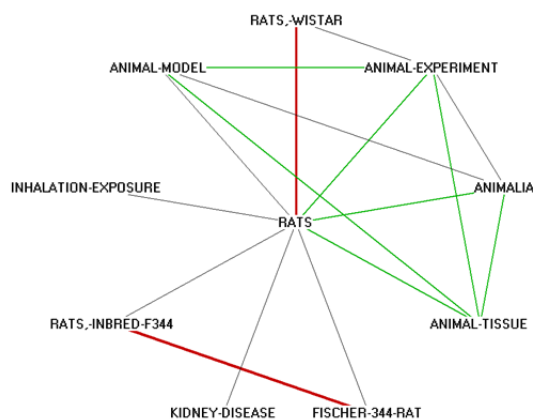 RATS,-WISTAR
ANIMAL-MODEL
ANIMAL-EXPERIMENT
INHALATION-EXPOSURE
ANIMALIA
RATS
RATS,-INBRED-F344
ANIMAL-TISSUE
KIDNEY-DISEASE
FISCHER-344-RAT